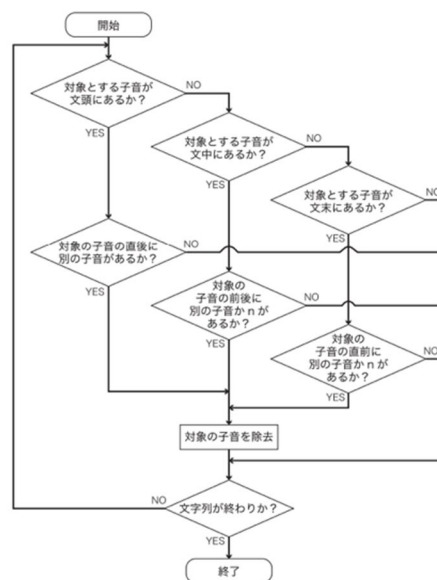 開始
対象とする子音が
文頭にあるか？
NO
YES
対象とする子音が
文中にあるか？
NO
YES
対象とする子音が
文末にあるか？
NO
YES
対象の子音の直後に
別の子音があるか？
NO
YES
対象の
子音の前後に
別の子音かｎが
あるか？
NO
YES
対象の
子音の直前に
別の子音かｎが
あるか？
NO
YES
対象の子音を除去
文字列が終わりか？
NO
YES
終了